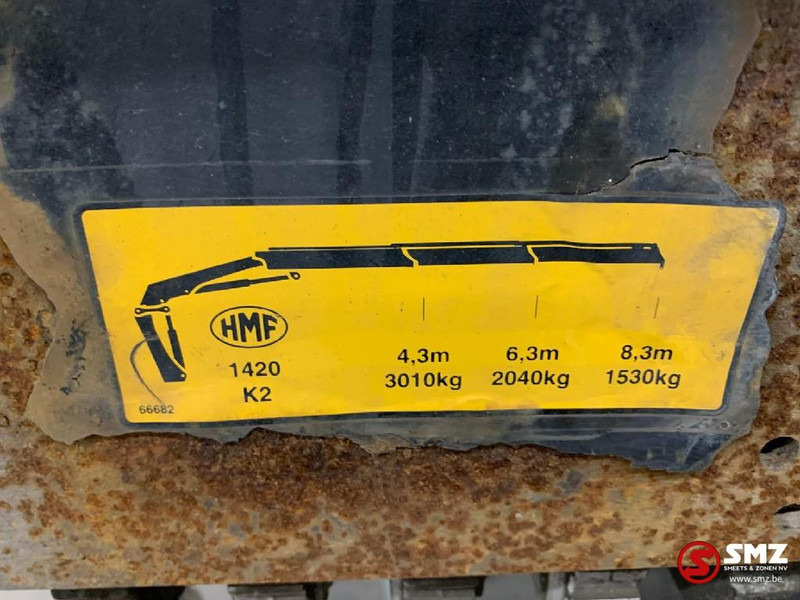 HMF
1420
K2
66682
4,3m 6,3m 8,3m
3010kg 2040kg 1530kg
SMZ
SMEETS & ZONEN NV
www.smz.be